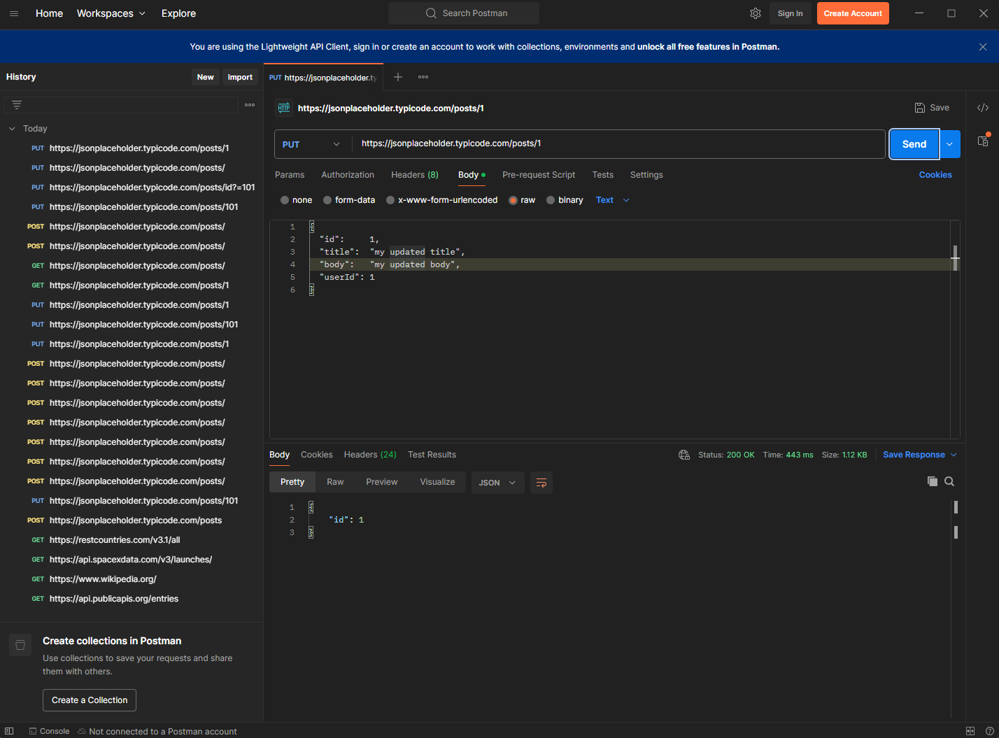 Home Workspaces Explore Search Postman Sign In Create Account
You are using the Lightweight API Client, sign in or create an account to work with collections, environments and unlock all free features in Postman.
History New Import
PUT https://jsonplaceholder.ty
HTTP https://jsonplaceholder.typicode.com/posts/1 Save
Today
PUT https://jsonplaceholder.typicode.com/posts/1
PUT https://jsonplaceholder.typicode.com/posts/
PUT https://jsonplaceholder.typicode.com/posts/id?=101
PUT https://jsonplaceholder.typicode.com/posts/101
POST https://jsonplaceholder.typicode.com/posts/
POST https://jsonplaceholder.typicode.com/posts/
GET https://jsonplaceholder.typicode.com/posts/
GET https://jsonplaceholder.typicode.com/posts/1
PUT https://jsonplaceholder.typicode.com/posts/1
PUT https://jsonplaceholder.typicode.com/posts/101
PUT https://jsonplaceholder.typicode.com/posts/1
POST https://jsonplaceholder.typicode.com/posts/
POST https://jsonplaceholder.typicode.com/posts/
POST https://jsonplaceholder.typicode.com/posts/
POST https://jsonplaceholder.typicode.com/posts/
POST https://jsonplaceholder.typicode.com/posts/
POST https://jsonplaceholder.typicode.com/posts/
POST https://jsonplaceholder.typicode.com/posts/
PUT https://jsonplaceholder.typicode.com/posts/101
POST https://jsonplaceholder.typicode.com/posts
GET https://restcountries.com/v3.1/all
GET https://api.spacexdata.com/v3/launches/
GET https://www.wikipedia.org/
GET https://api.publicapis.org/entries
Create collections in Postman
Use collections to save your requests and share
them with others.
Create a Collection
PUT https://jsonplaceholder.typicode.com/posts/1 Send
Params Authorization Headers (8) Body Pre-request Script Tests Settings Cookies
none form-data x-www-form-urlencoded raw binary Text
1 {
2 "id": 1,
3 "title": "my updated title",
4 "body": "my updated body",
5 "userId": 1
6 }
Body Cookies Headers (24) Test Results Status: 200 OK Time: 443 ms Size: 1.12 KB Save Response
Pretty Raw Preview Visualize JSON
1 {
2 "id": 1
3 }
Console Not connected to a Postman account